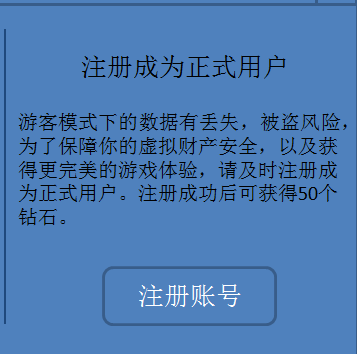 注册成为正式用户
游客模式下的数据有丢失，被盗风险，
为了保障你的虚拟财产安全，以及获
得更完美的游戏体验，请及时注册成
为正式用户。注册成功后可获得50个
钻石。
注册账号